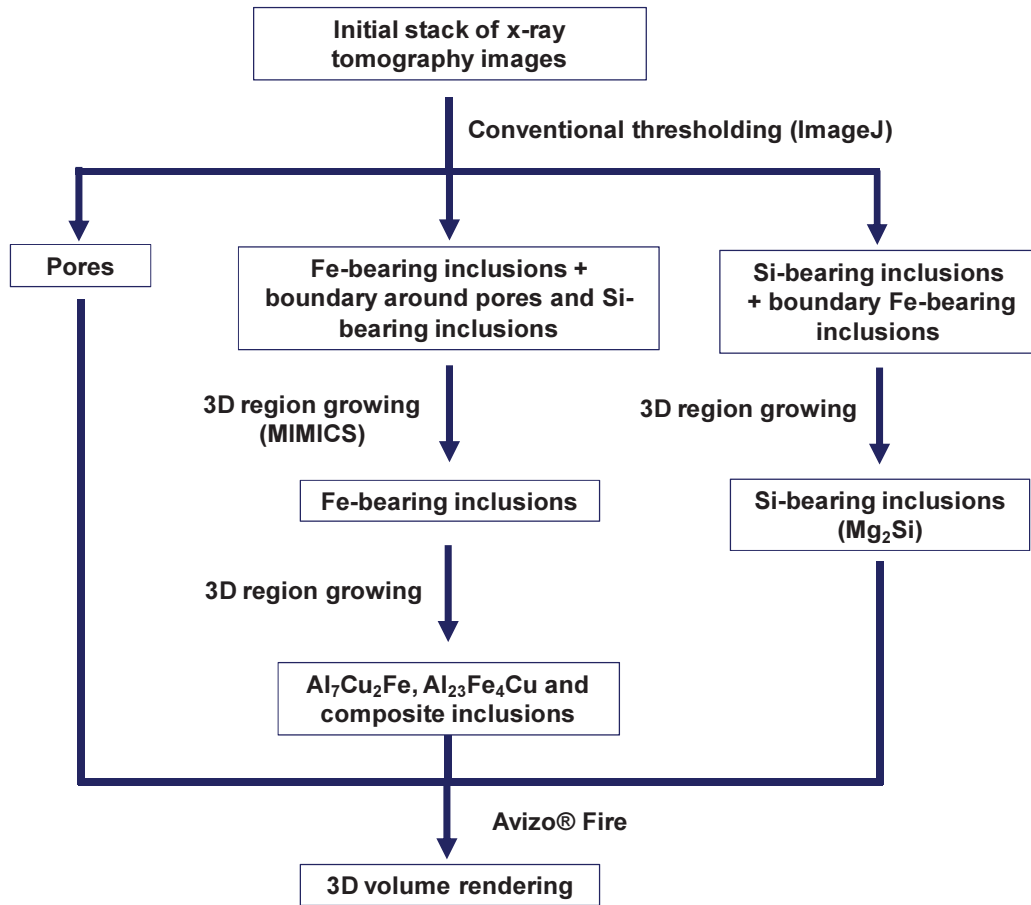 Initial stack of x-ray
tomography images
Conventional thresholding (ImageJ)
Pores
Fe-bearing inclusions +
boundary around pores and Si-
bearing inclusions
Si-bearing inclusions
+ boundary Fe-bearing
inclusions
3D region growing
(MIMICS)
3D region growing
Fe-bearing inclusions
Si-bearing inclusions
(Mg₂Si)
3D region growing
Al₇Cu₂Fe, Al₂₃Fe₄Cu and
composite inclusions
Avizo® Fire
3D volume rendering